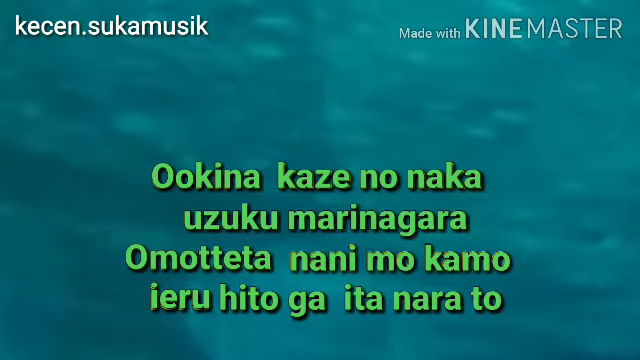 kecen.sukamusik
Made with KINEMASTER
Ookina kaze no naka
uzuku marinagara
Omotteta nani mo kamo
ieru hito ga ita nara to